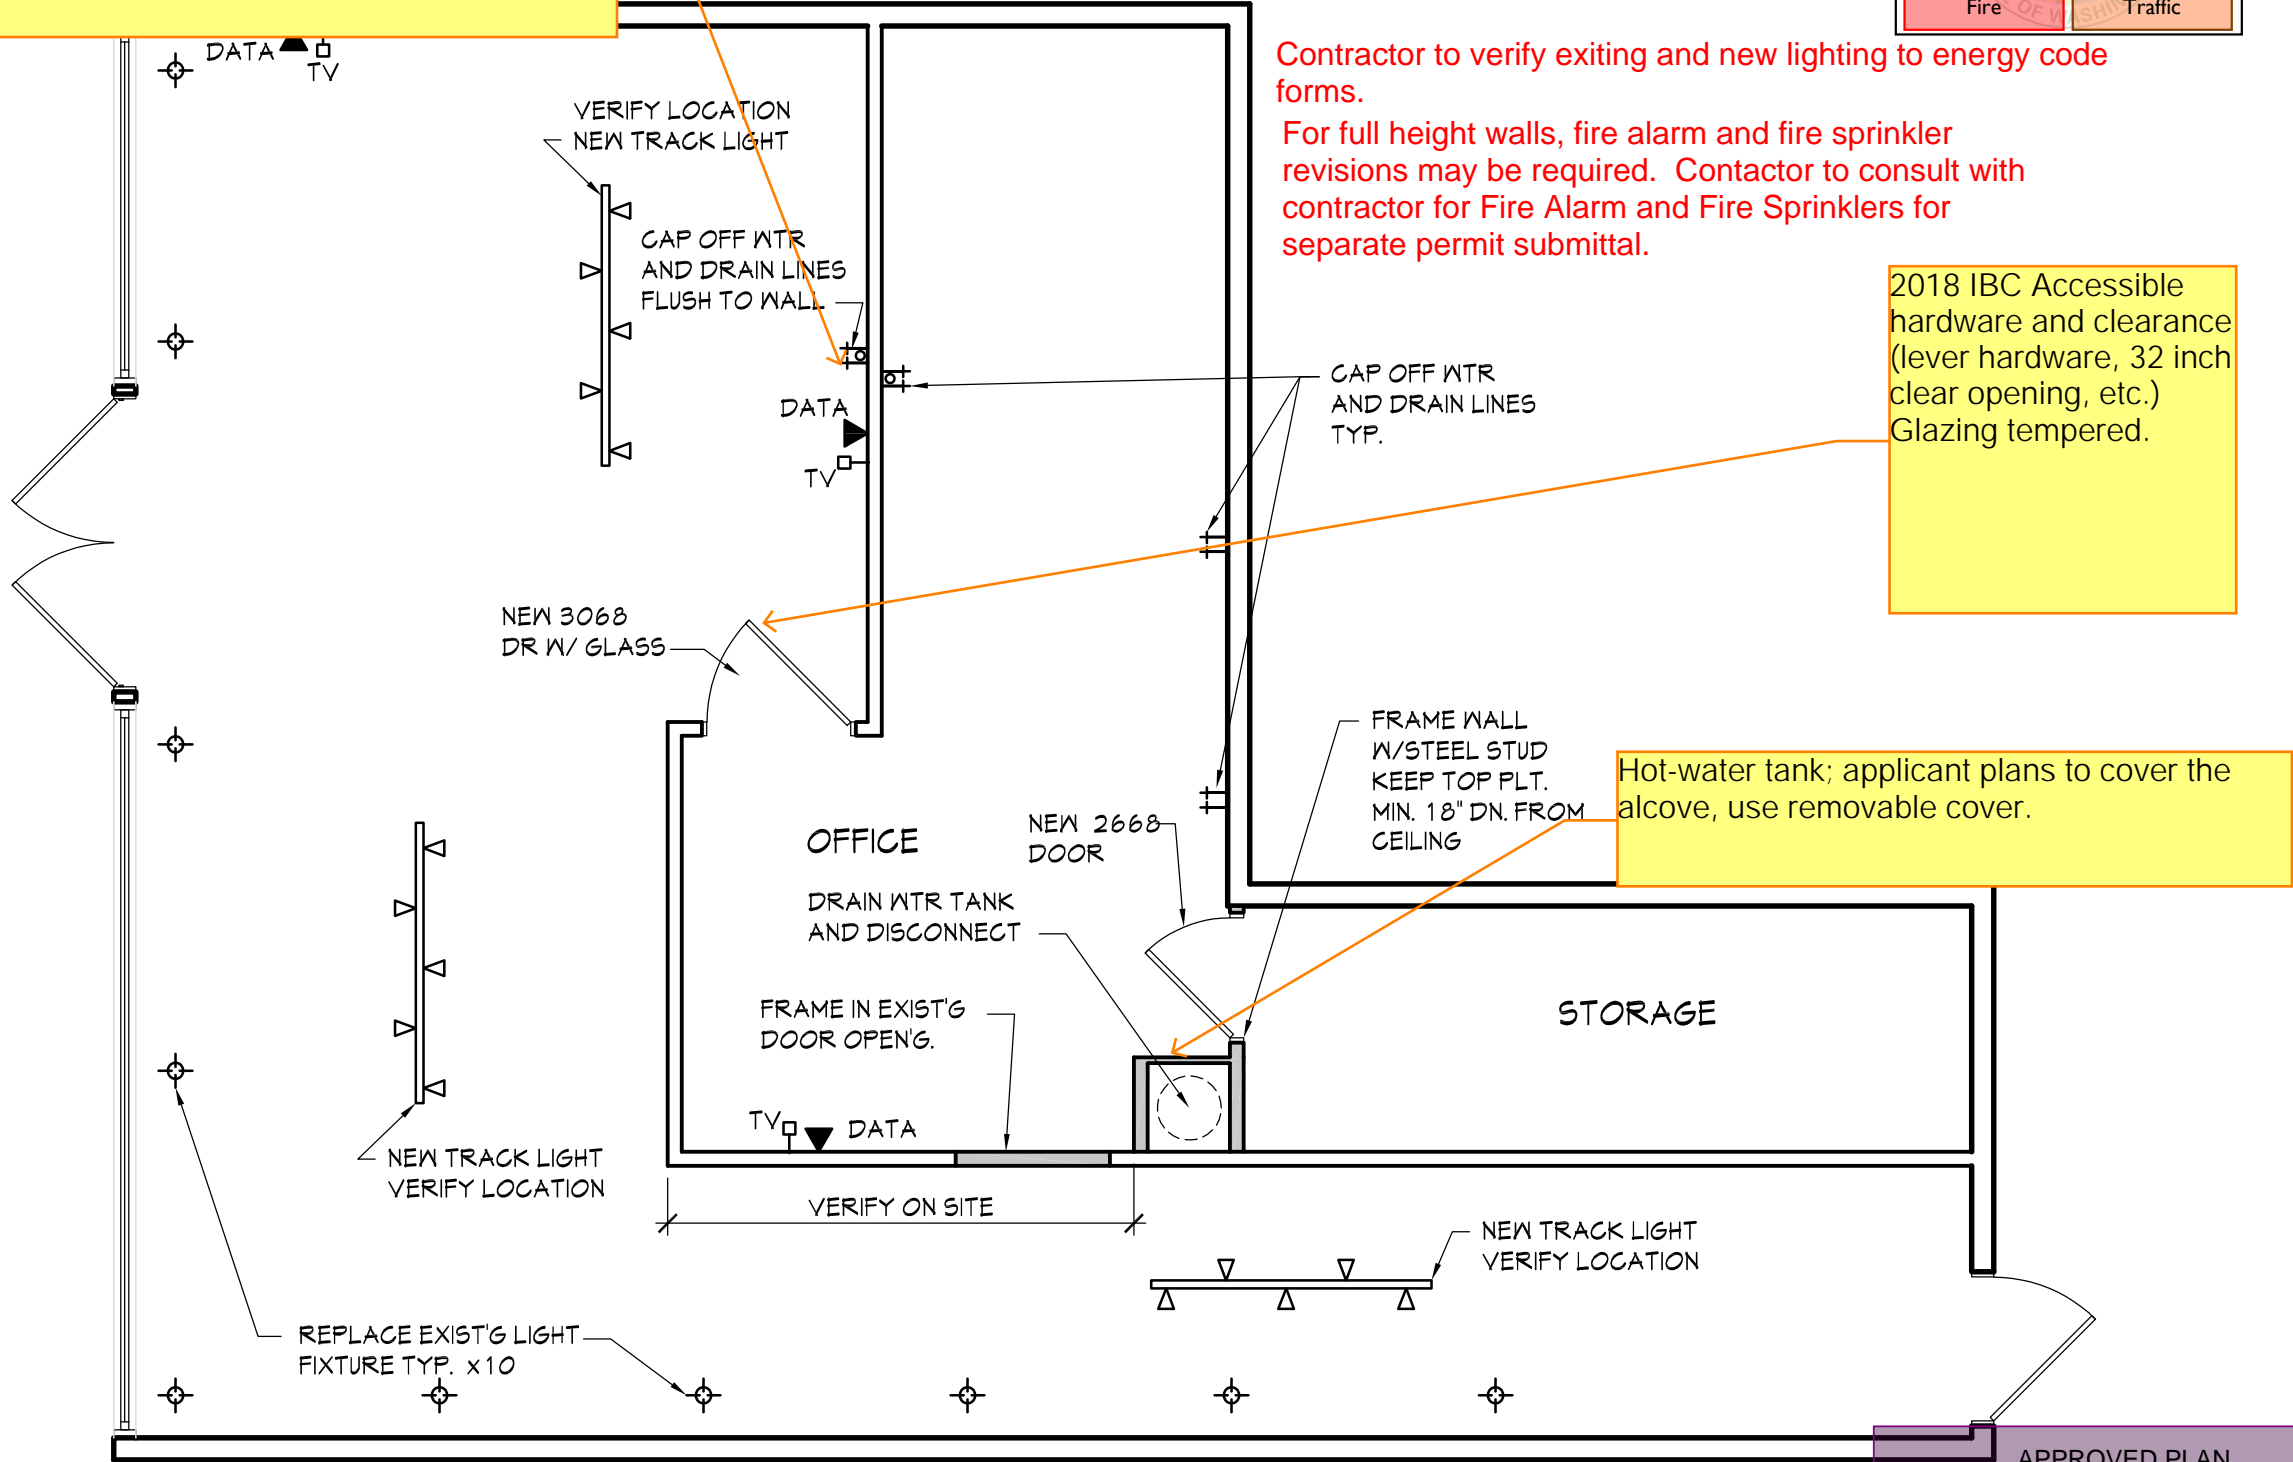 Fire
Traffic
OF WASHIN
DATA
TV
Contractor to verify exiting and new lighting to energy code
forms.
For full height walls, fire alarm and fire sprinkler
revisions may be required.  Contactor to consult with
contractor for Fire Alarm and Fire Sprinklers for
separate permit submittal.
VERIFY LOCATION
NEW TRACK LIGHT
CAP OFF WTR
AND DRAIN LINES
FLUSH TO WALL
2018 IBC Accessible
hardware and clearance
(lever hardware, 32 inch
clear opening, etc.)
Glazing tempered.
CAP OFF WTR
AND DRAIN LINES
TYP.
DATA
TV
NEW 3068
DR W/ GLASS
FRAME WALL
W/STEEL STUD
KEEP TOP PLT.
MIN. 18" DN. FROM
CEILING
Hot-water tank; applicant plans to cover the
alcove, use removable cover.
OFFICE
NEW 2668
DOOR
DRAIN WTR TANK
AND DISCONNECT
FRAME IN EXIST'G
DOOR OPEN'G.
STORAGE
TV
DATA
NEW TRACK LIGHT
VERIFY LOCATION
VERIFY ON SITE
NEW TRACK LIGHT
VERIFY LOCATION
REPLACE EXIST'G LIGHT
FIXTURE TYP. x10
APPROVED PLAN